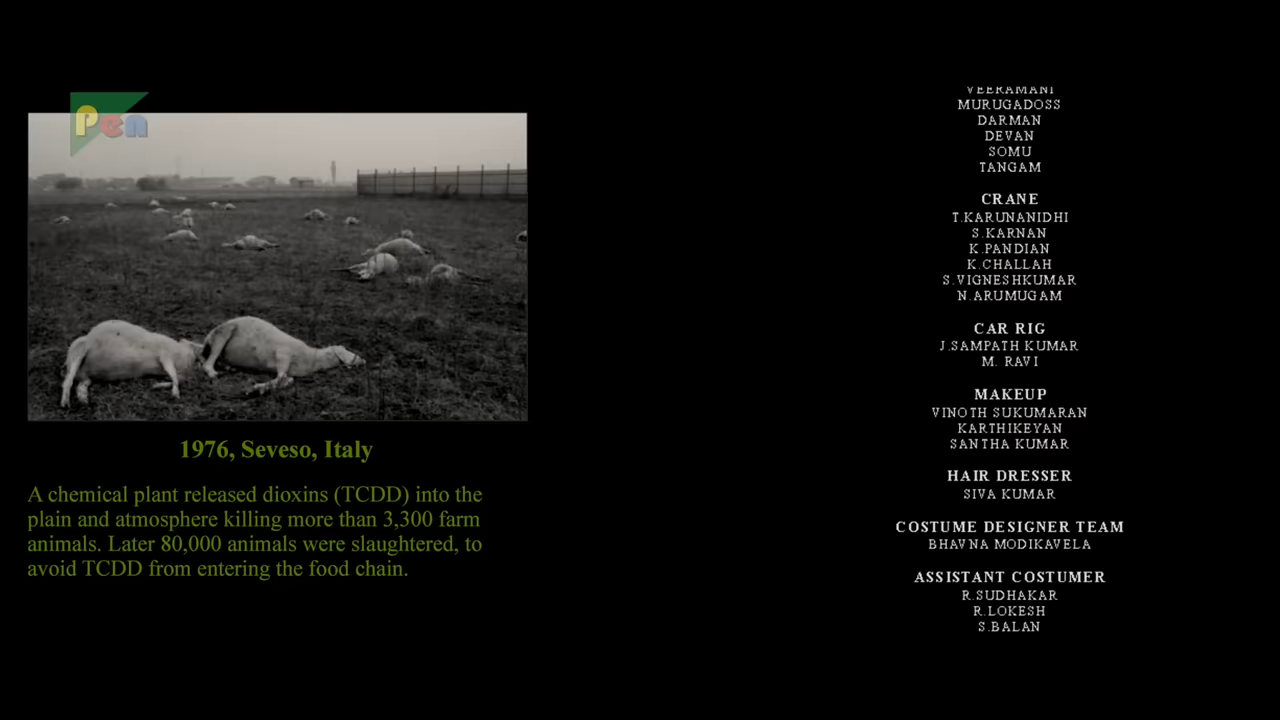 Pen
1976, Seveso, Italy
A chemical plant released dioxins (TCDD) into the
plain and atmosphere killing more than 3,300 farm
animals. Later 80,000 animals were slaughtered, to
avoid TCDD from entering the food chain.
VEERAMANI
MURUGADOSS
DARMAN
DEVAN
SOMU
TANGAM
CRANE
T.KARUNANIDHI
S.KARNAN
K.PANDIAN
K.CHALLAH
S.VIGNESHKUMAR
N.ARUMUGAM
CAR RIG
J.SAMPATH KUMAR
M. RAVI
MAKEUP
VINOTH SUKUMARAN
KARTHIKEYAN
SANTHA KUMAR
HAIR DRESSER
SIVA KUMAR
COSTUME DESIGNER TEAM
BHAVNA MODIKAVELA
ASSISTANT COSTUMER
R.SUDHAKAR
R.LOKESH
S.BALAN